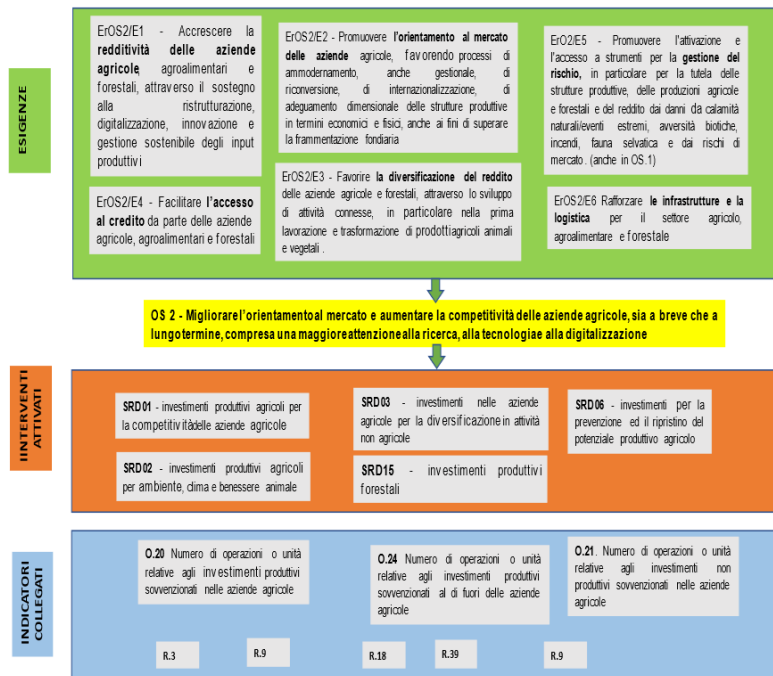 ESIGENZE
ErOS2/E1 - Accrescere la
redditività delle aziende
agricole, agroalimentari e
forestali, attraverso il sostegno
alla ristrutturazione,
digitalizzazione, innovazione e
gestione sostenibile degli input
produttivi
ErOS2/E2 - Promuovere l'orientamento al mercato
delle aziende agricole, favorendo processi di
ammodernamento, anche gestionale, di
riconversione, di internazionalizzazione, di
adeguamento dimensionale delle strutture produttive
in termini economici e fisici, anche ai fini di superare
la frammentazione fondiaria
ErO2/E5 - Promuovere l'attivazione e
l'accesso a strumenti per la gestione del
rischio, in particolare per la tutela delle
strutture produttive, delle produzioni agricole
e forestali e del reddito dai danni da calamità
naturali/eventi estremi, avversità biotiche,
incendi, fauna selvatica e dai rischi di
mercato. (anche in OS.1)
ErOS2/E4 - Facilitare l'accesso
al credito da parte delle aziende
agricole, agroalimentari e forestali
ErOS2/E3 - Favorire la diversificazione del reddito
delle aziende agricole e forestali, attraverso lo sviluppo
di attività connesse, in particolare nella prima
lavorazione e trasformazione di prodotti agricoli animali
e vegetali .
ErOS2/E6 Rafforzare le infrastrutture e la
logistica per il settore agricolo,
agroalimentare e forestale
OS 2 - Migliorare l'orientamento al mercato e aumentare la competitività delle aziende agricole, sia a breve che a
lungo termine, compresa una maggiore attenzione alla ricerca, alla tecnologia e alla digitalizzazione
IINTERVENTI
ATTIVATI
SRD01 - investimenti produttivi agricoli per
la competitività delle aziende agricole
SRD03 - investimenti nelle aziende
agricole per la diversificazione in attività
non agricole
SRD06 - investimenti per la
prevenzione ed il ripristino del
potenziale produttivo agricolo
SRD02 - investimenti produttivi agricoli
per ambiente, clima e benessere animale
SRD15 - investimenti produttivi
forestali
INDICATORI
COLLEGATI
O.20 Numero di operazioni o unità
relative agli investimenti produttivi
sovvenzionati nelle aziende agricole
O.24 Numero di operazioni o unità
relative agli investimenti produttivi
sovvenzionati al di fuori delle aziende
agricole
O.21. Numero di operazioni o unità
relative agli investimenti non
produttivi sovvenzionati nelle aziende
agricole
R.3
R.9
R.18
R.39
R.9